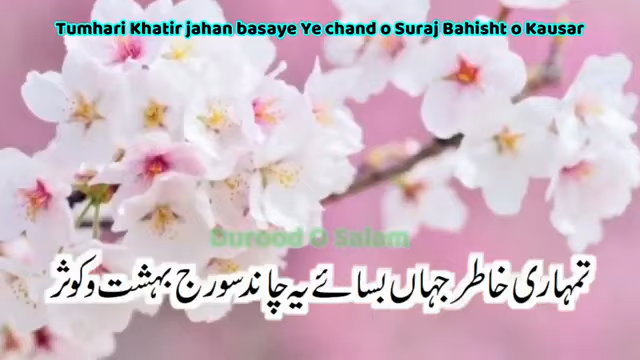 Tumhari Khatir jahan basaye Ye chand o Suraj Bahisht o Kausar
Durood O Salam
تمہاری خاطر جہاں بسائے یہ چاند سورج بہشت و کوثر